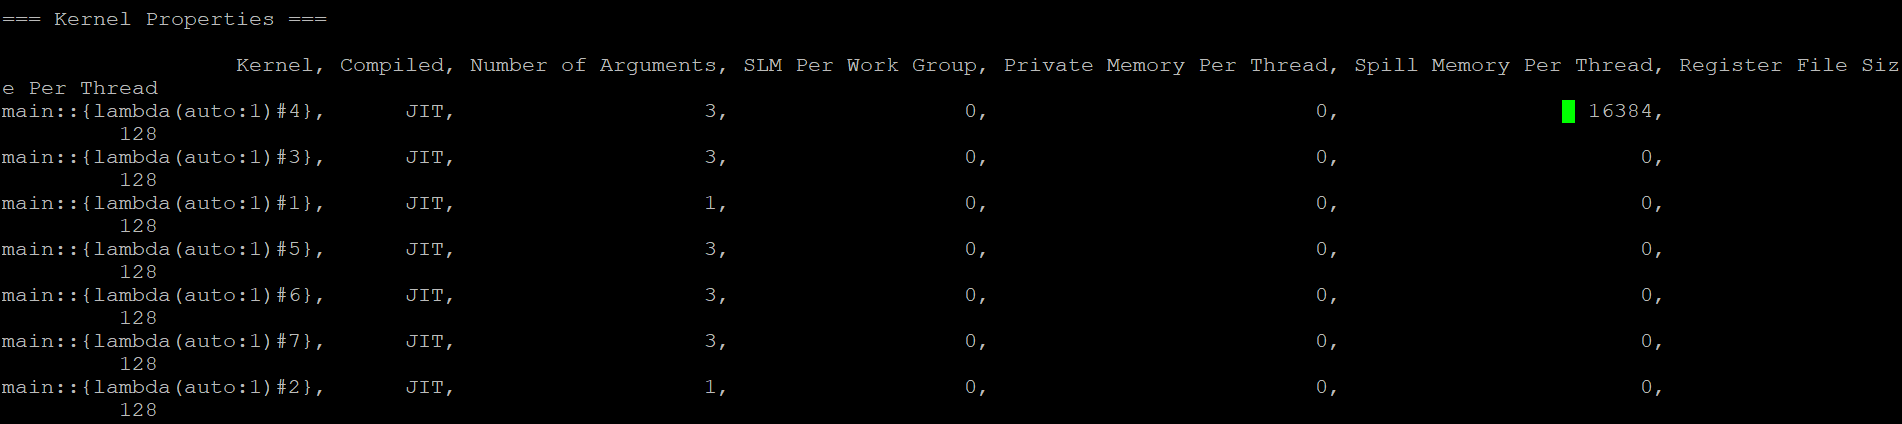 === Kernel Properties ===
Kernel, Compiled, Number of Arguments, SLM Per Work Group, Private Memory Per Thread, Spill Memory Per Thread, Register File Siz
e Per Thread
main::{lambda(auto:1)#4}, JIT, 3, 0, 0, 16384,
128
main::{lambda(auto:1)#3}, JIT, 3, 0, 0, 0,
128
main::{lambda(auto:1)#1}, JIT, 1, 0, 0, 0,
128
main::{lambda(auto:1)#5}, JIT, 3, 0, 0, 0,
128
main::{lambda(auto:1)#6}, JIT, 3, 0, 0, 0,
128
main::{lambda(auto:1)#7}, JIT, 3, 0, 0, 0,
128
main::{lambda(auto:1)#2}, JIT, 1, 0, 0, 0,
128